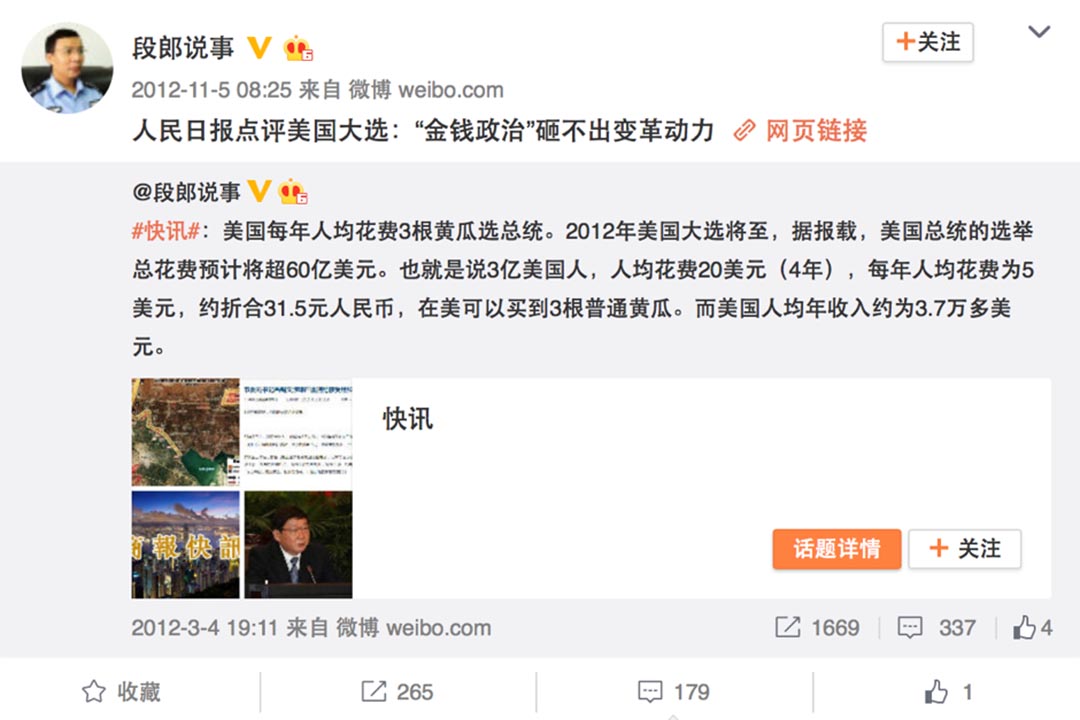 段郎说事
+关注
2012-11-5 08:25 来自 微博 weibo.com
人民日报点评美国大选：“金钱政治”砸不出变革动力 网页链接
@段郎说事
#快讯#：美国每年人均花费3根黄瓜选总统。2012年美国大选将至，据报载，美国总统的选举
总花费预计将超60亿美元。也就是说3亿美国人，人均花费20美元（4年），每年人均花费为5
美元，约折合31.5元人民币，在美可以买到3根普通黄瓜。而美国人均年收入约为3.7万多美
元。
快讯
商報快訊
话题详情
+ 关注
2012-3-4 19:11 来自 微博 weibo.com
1669
337
4
收藏
265
179
1